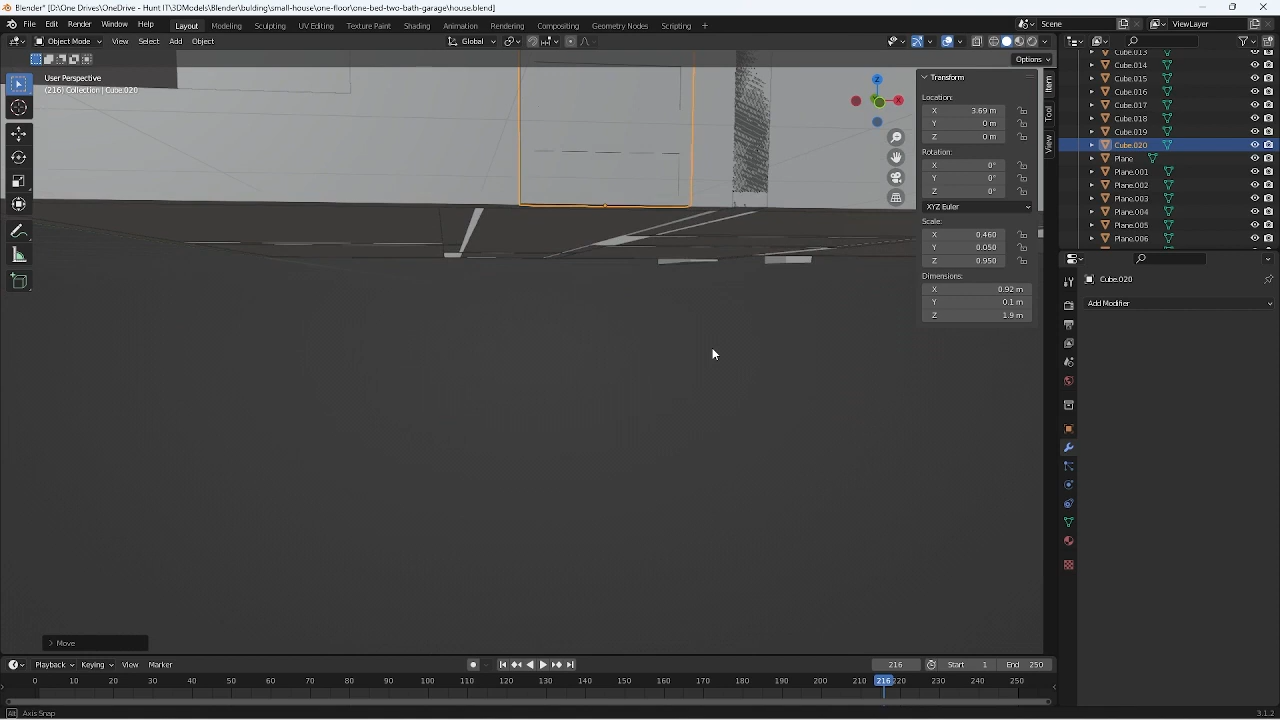 Blender* [D:\One Drives\OneDrive - Hunt IT\3DModels\Blender\bulding\small-house\one-floor\one-bed-two-bath-garage\house.blend]
File Edit Render Window Help Layout Modeling Sculpting UV Editing Texture Paint Shading Animation Rendering Compositing Geometry Nodes Scripting + Scene ViewLayer
Object Mode View Select Add Object Global
Options
User Perspective
(216) Collection | Cube.020
Transform
Location:
X 3.69 m
Y 0 m
Z 0 m
Rotation:
X 0°
Y 0°
Z 0°
XYZ Euler
Scale:
X 0.460
Y 0.050
Z 0.950
Dimensions:
X 0.92 m
Y 0.1 m
Z 1.9 m
Item
Tool
View
Z
X
Cube.013
Cube.014
Cube.015
Cube.016
Cube.017
Cube.018
Cube.019
Cube.020
Plane
Plane.001
Plane.002
Plane.003
Plane.004
Plane.005
Plane.006
Cube.020
Add Modifier
Move
Playback Keying View Marker 216 Start 1 End 250
0 10 20 30 40 50 60 70 80 90 100 110 120 130 140 150 160 170 180 190 200 210 216 220 230 240 250
Alt Axis Snap 3.1.2